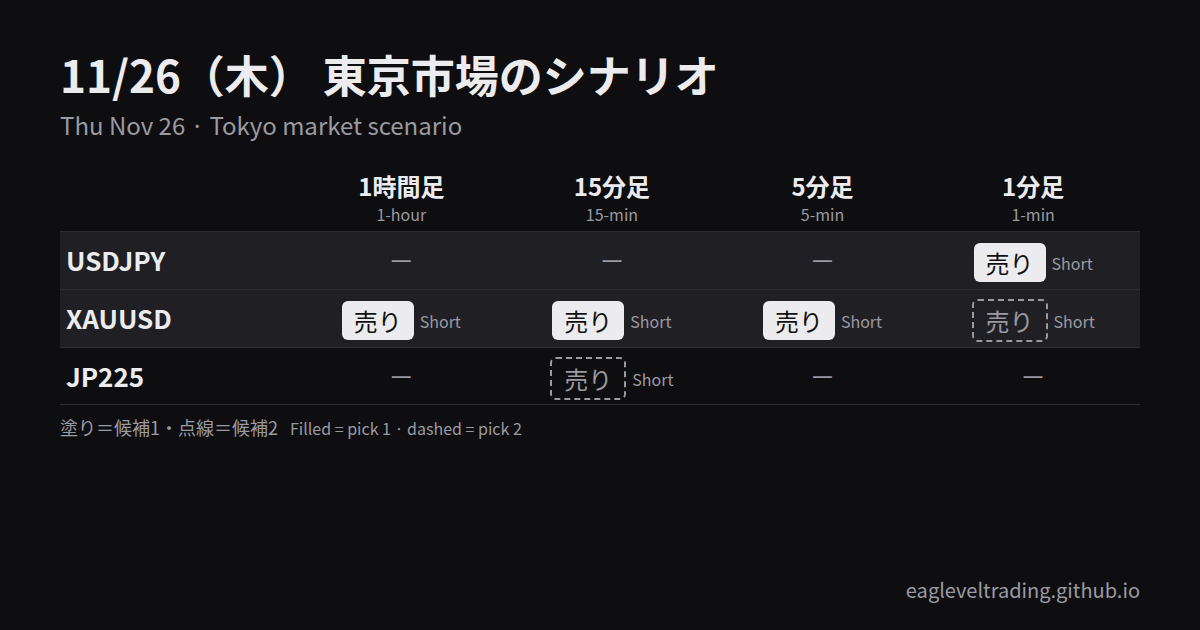 11/26（木） 東京市場のシナリオ
Thu Nov 26 · Tokyo market scenario
1時間足 15分足 5分足 1分足
1-hour 15-min 5-min 1-min
USDJPY — — — 売り Short
XAUUSD 売り Short 売り Short 売り Short 売り Short
JP225 — 売り Short — —
塗り＝候補1・点線＝候補2 Filled = pick 1 · dashed = pick 2
eagleveltrading.github.io